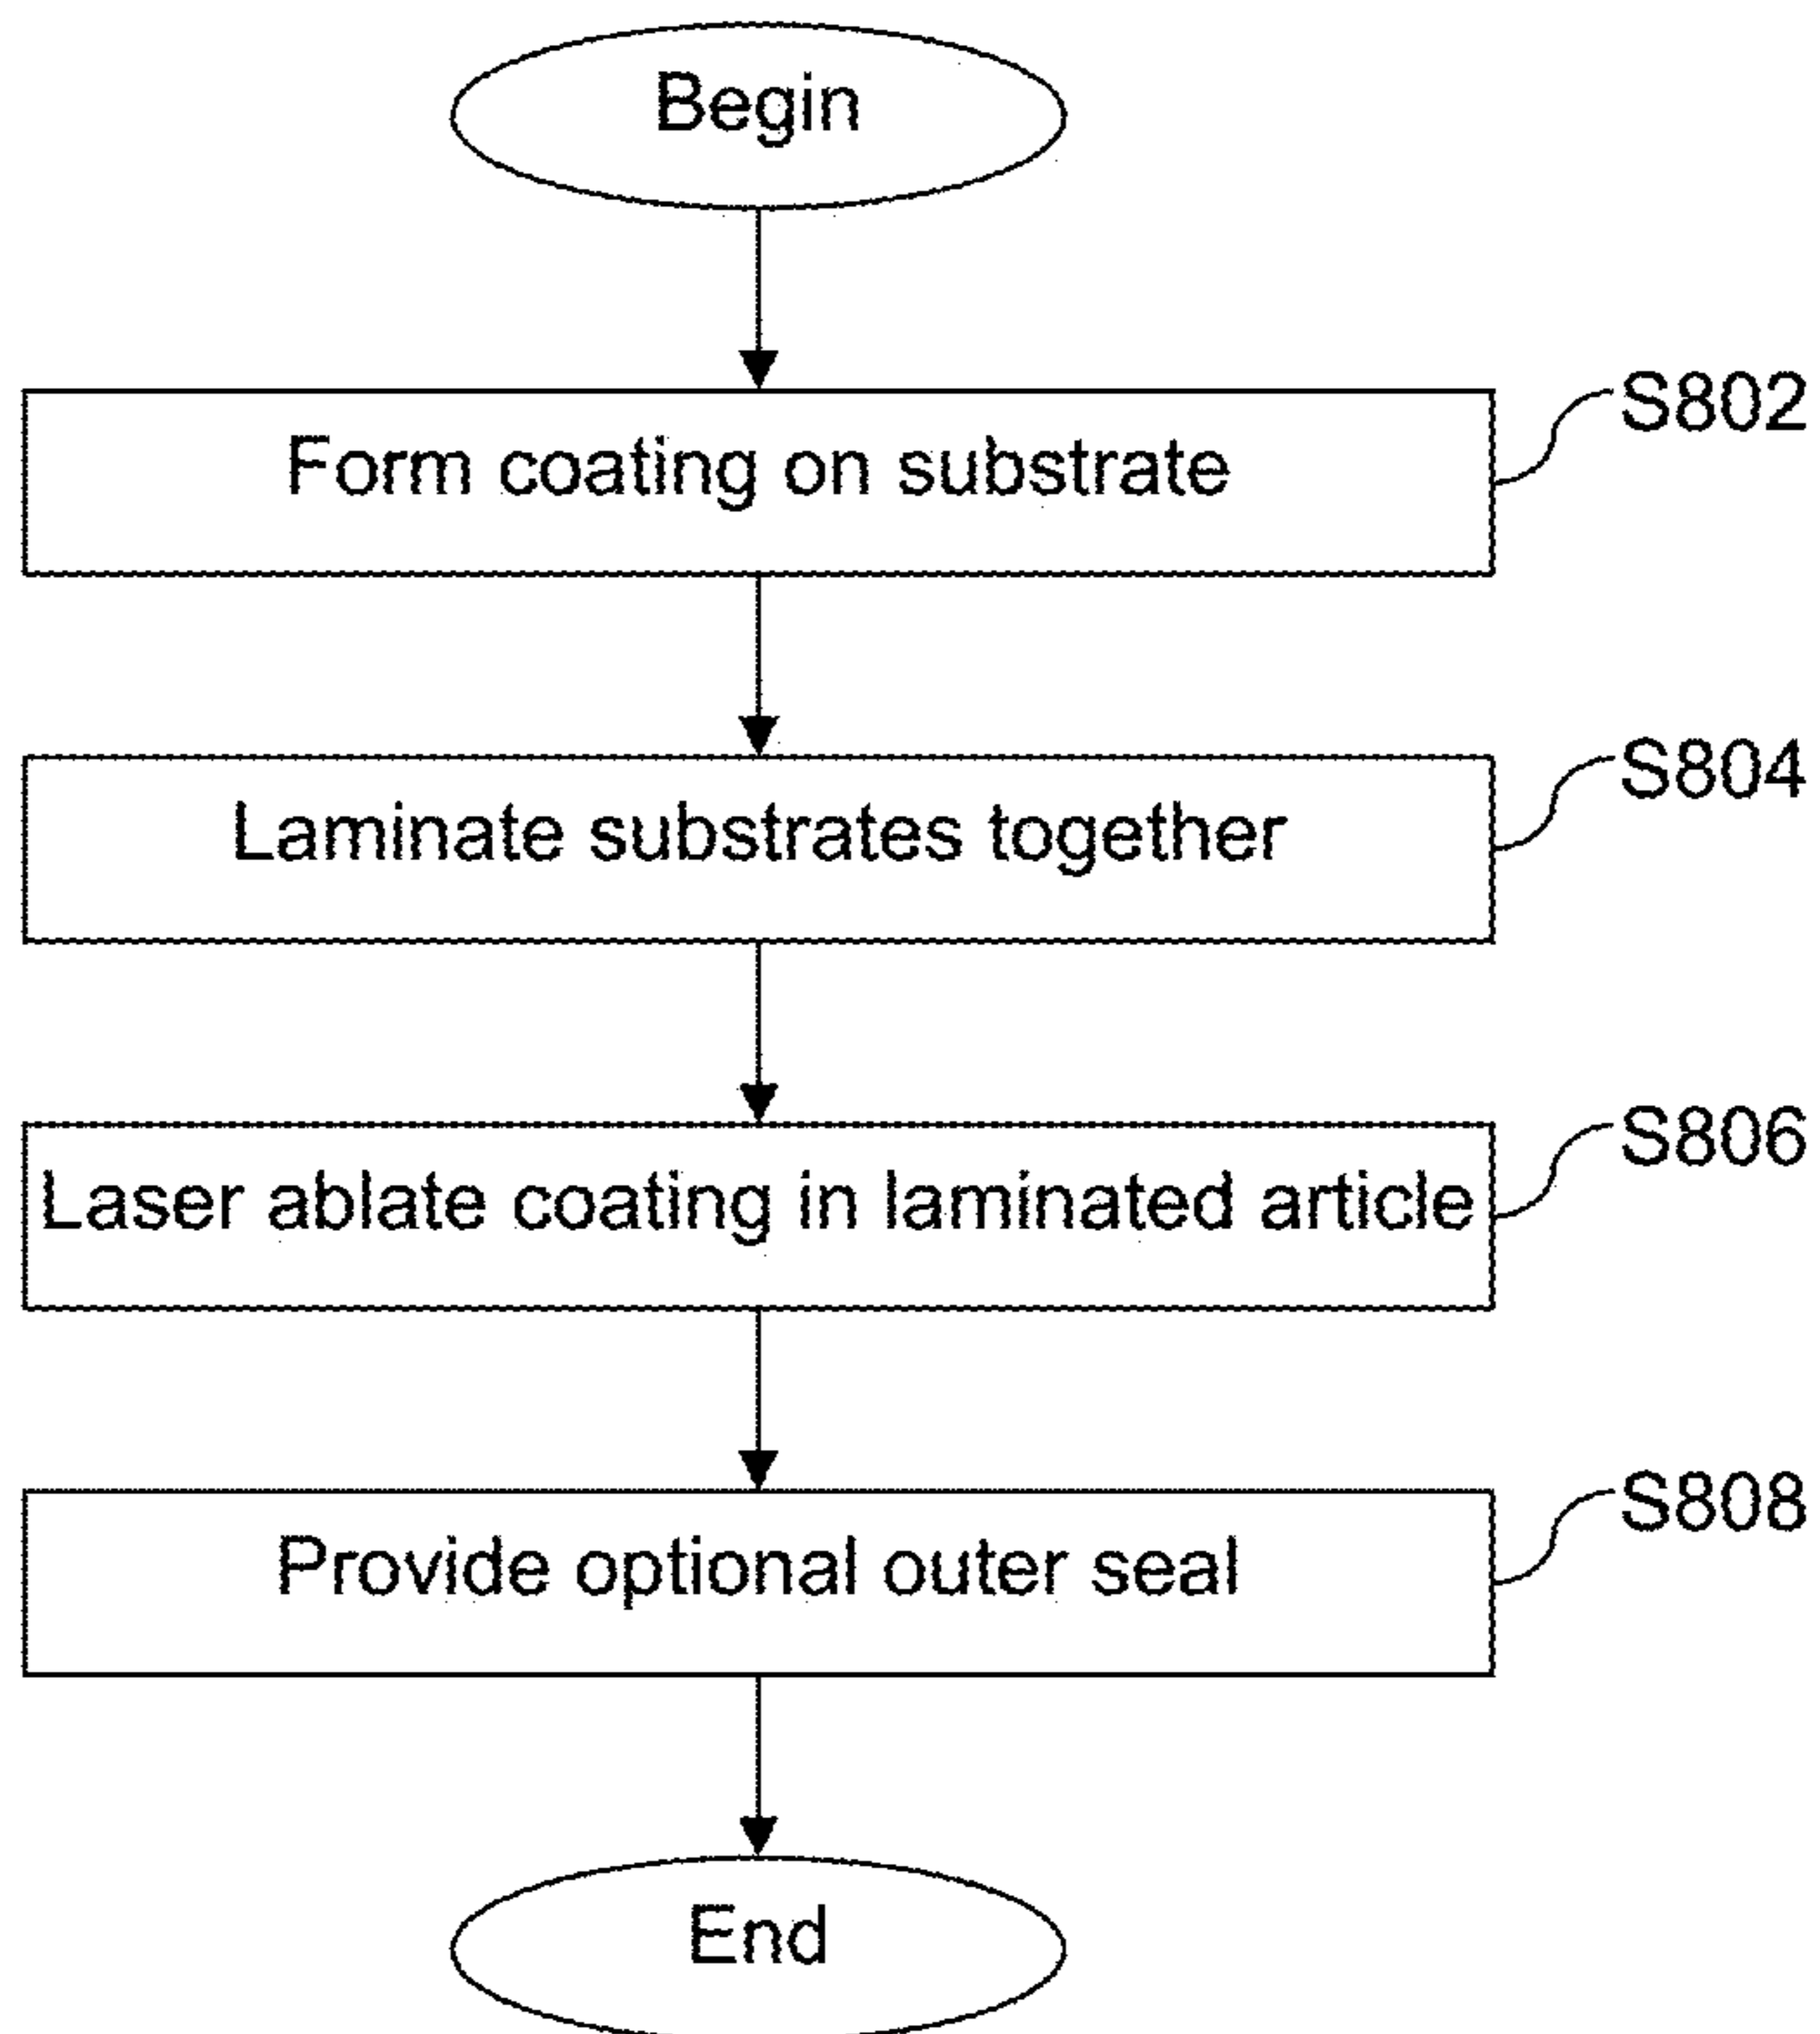 Begin
Form coating on substrate
S802
Laminate substrates together
S804
Laser ablate coating in laminated article
S806
Provide optional outer seal
S808
End